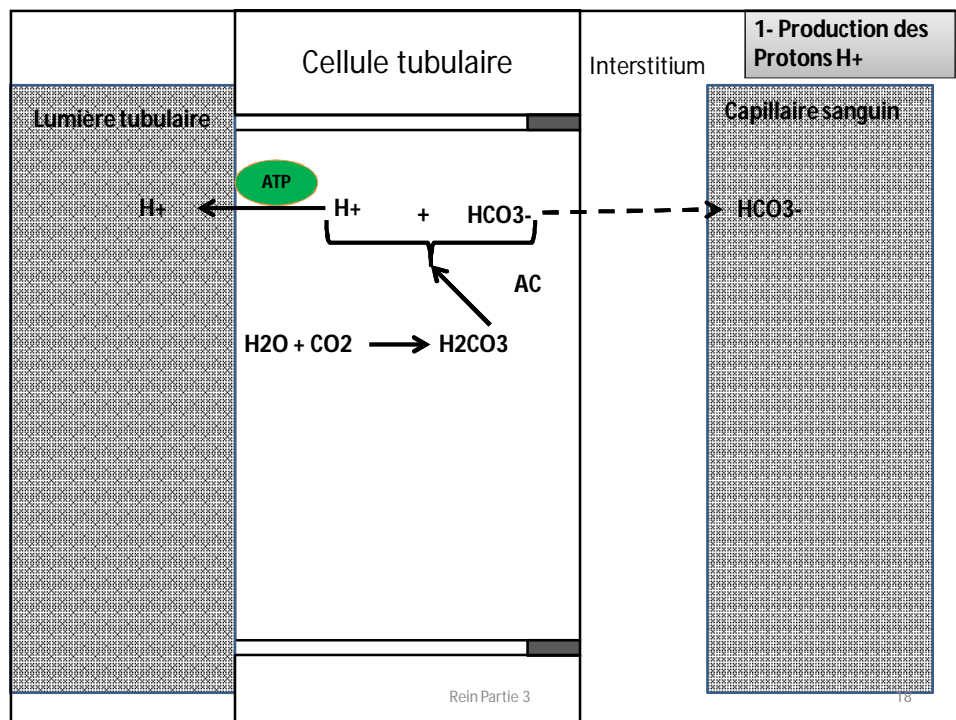 1- Production des
Protons H+
Cellule tubulaire
Interstitium
Lumière tubulaire
Capillaire sanguin
ATP
H+
H+ + HCO3-
HCO3-
AC
H2O + CO2
H2CO3
Rein Partie 3
18